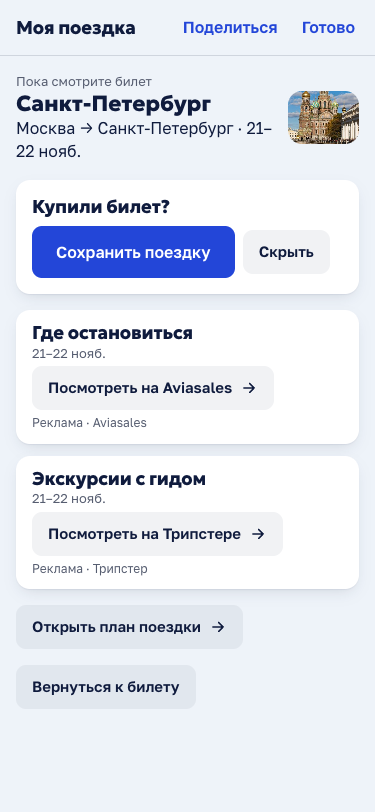 Моя поездка
Поделиться
Готово
Пока смотрите билет
Санкт-Петербург
Москва → Санкт-Петербург · 21–
22 нояб.
Купили билет?
Сохранить поездку
Скрыть
Где остановиться
21–22 нояб.
Посмотреть на Aviasales →
Реклама · Aviasales
Экскурсии с гидом
21–22 нояб.
Посмотреть на Трипстере →
Реклама · Трипстер
Открыть план поездки →
Вернуться к билету